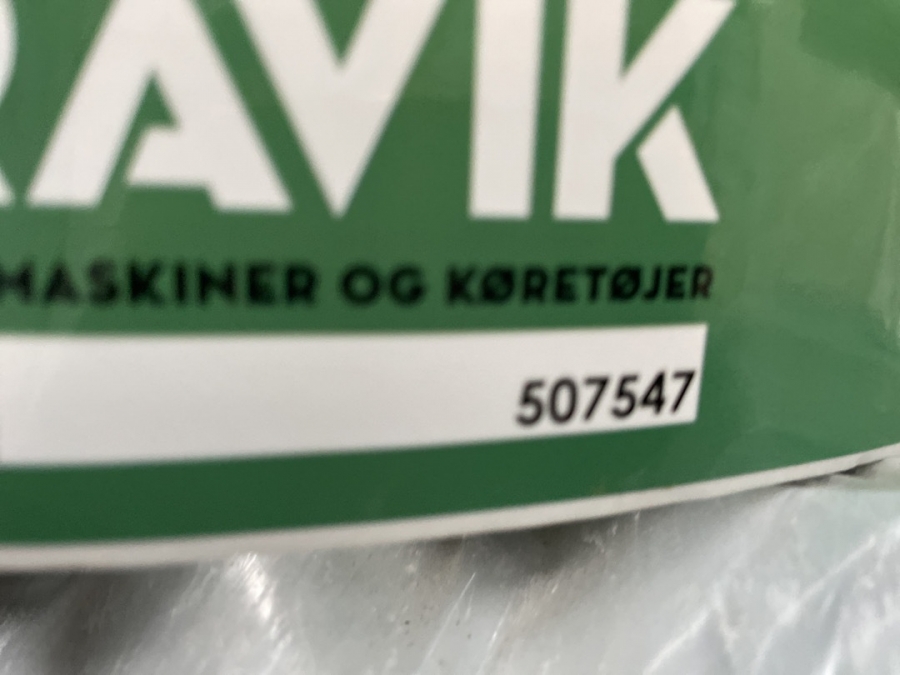 RAVIK
MASKINER OG KØRETØJER
507547